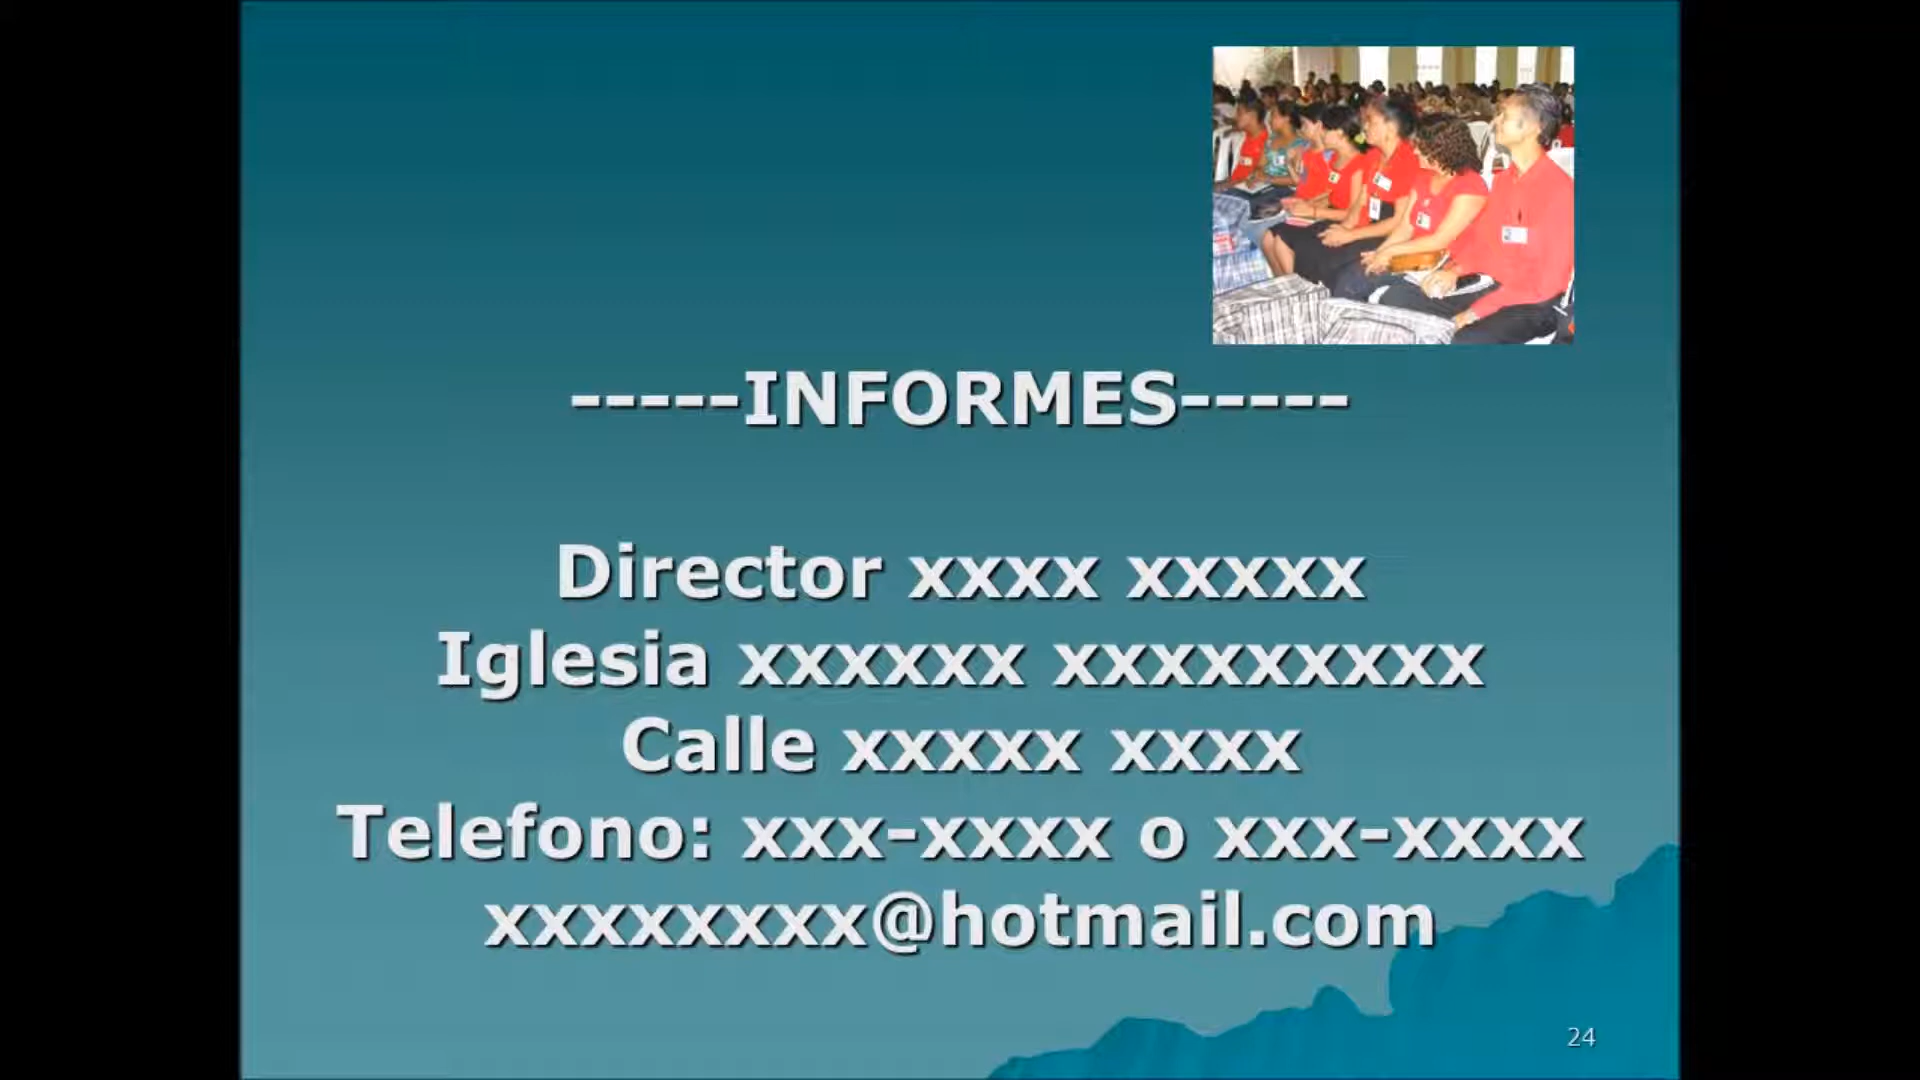 -----INFORMES-----
Director xxxx xxxxx
Iglesia xxxxxx xxxxxxxxx
Calle xxxxx xxxx
Telefono: xxx-xxxx o xxx-xxxx
xxxxxxxx@hotmail.com
24